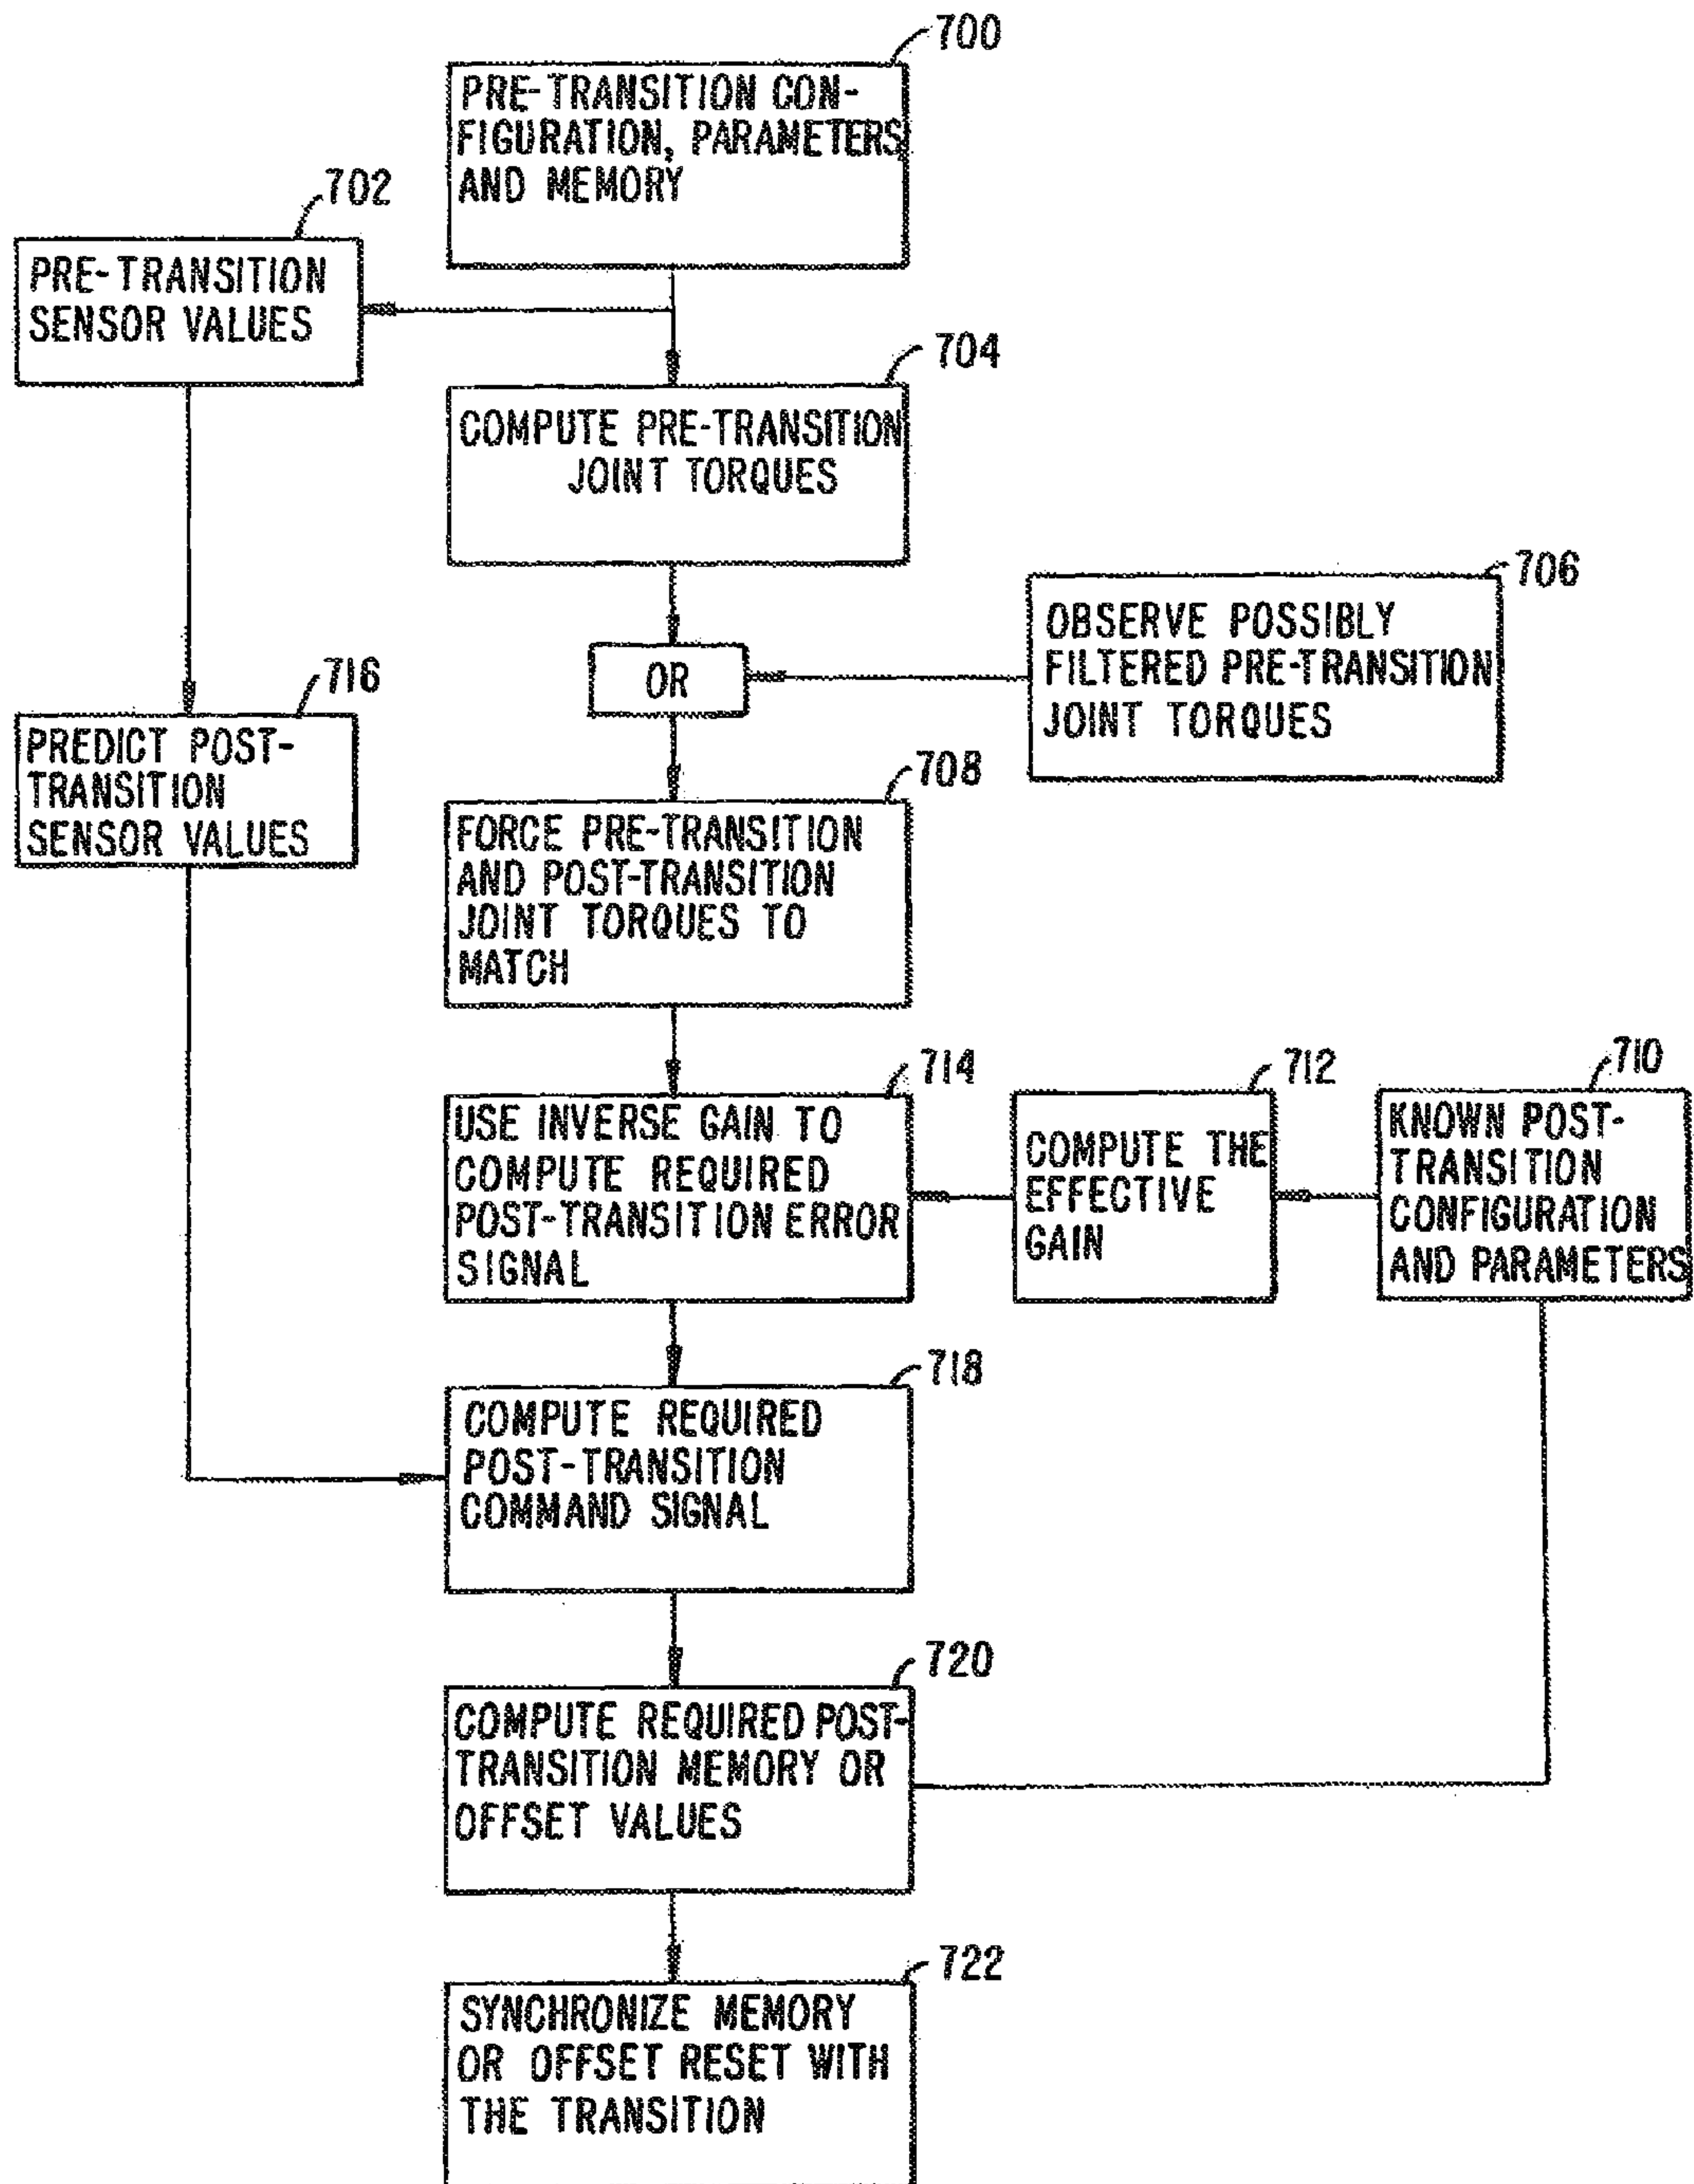 700
PRE-TRANSITION CON-
FIGURATION, PARAMETERS
AND MEMORY
702
PRE-TRANSITION
SENSOR VALUES
704
COMPUTE PRE-TRANSITION
JOINT TORQUES
706
OBSERVE POSSIBLY
FILTERED PRE-TRANSITION
JOINT TORQUES
OR
716
PREDICT POST-
TRANSITION
SENSOR VALUES
708
FORCE PRE-TRANSITION
AND POST-TRANSITION
JOINT TORQUES TO
MATCH
714
USE INVERSE GAIN TO
COMPUTE REQUIRED
POST-TRANSITION ERROR
SIGNAL
712
COMPUTE THE
EFFECTIVE
GAIN
710
KNOWN POST-
TRANSITION
CONFIGURATION
AND PARAMETERS
718
COMPUTE REQUIRED
POST-TRANSITION
COMMAND SIGNAL
720
COMPUTE REQUIRED POST-
TRANSITION MEMORY OR
OFFSET VALUES
722
SYNCHRONIZE MEMORY
OR OFFSET RESET WITH
THE TRANSITION